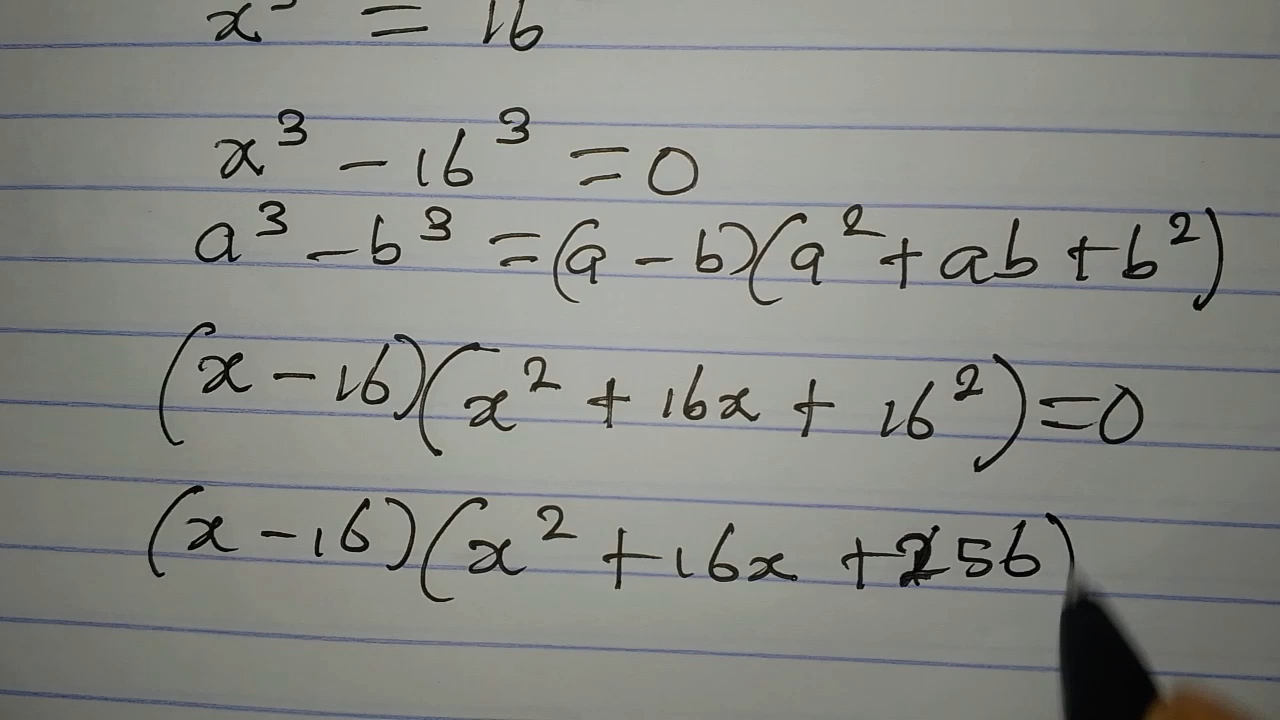 x³ = 16
x³ - 16³ = 0
a³ - b³ = (a - b)(a² + ab + b²)
(x - 16)(x² + 16x + 16²) = 0
(x - 16)(x² + 16x + 256)